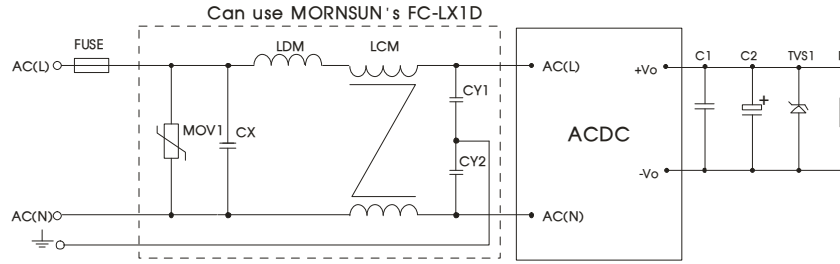 Can use MORNSUN's FC-LX1D
FUSE
LDM
LCM
AC(L)
AC(L)
+Vo
C1
C2
TVS1
CY1
MOV1
CX
+
ACDC
CY2
-Vo
AC(N)
AC(N)